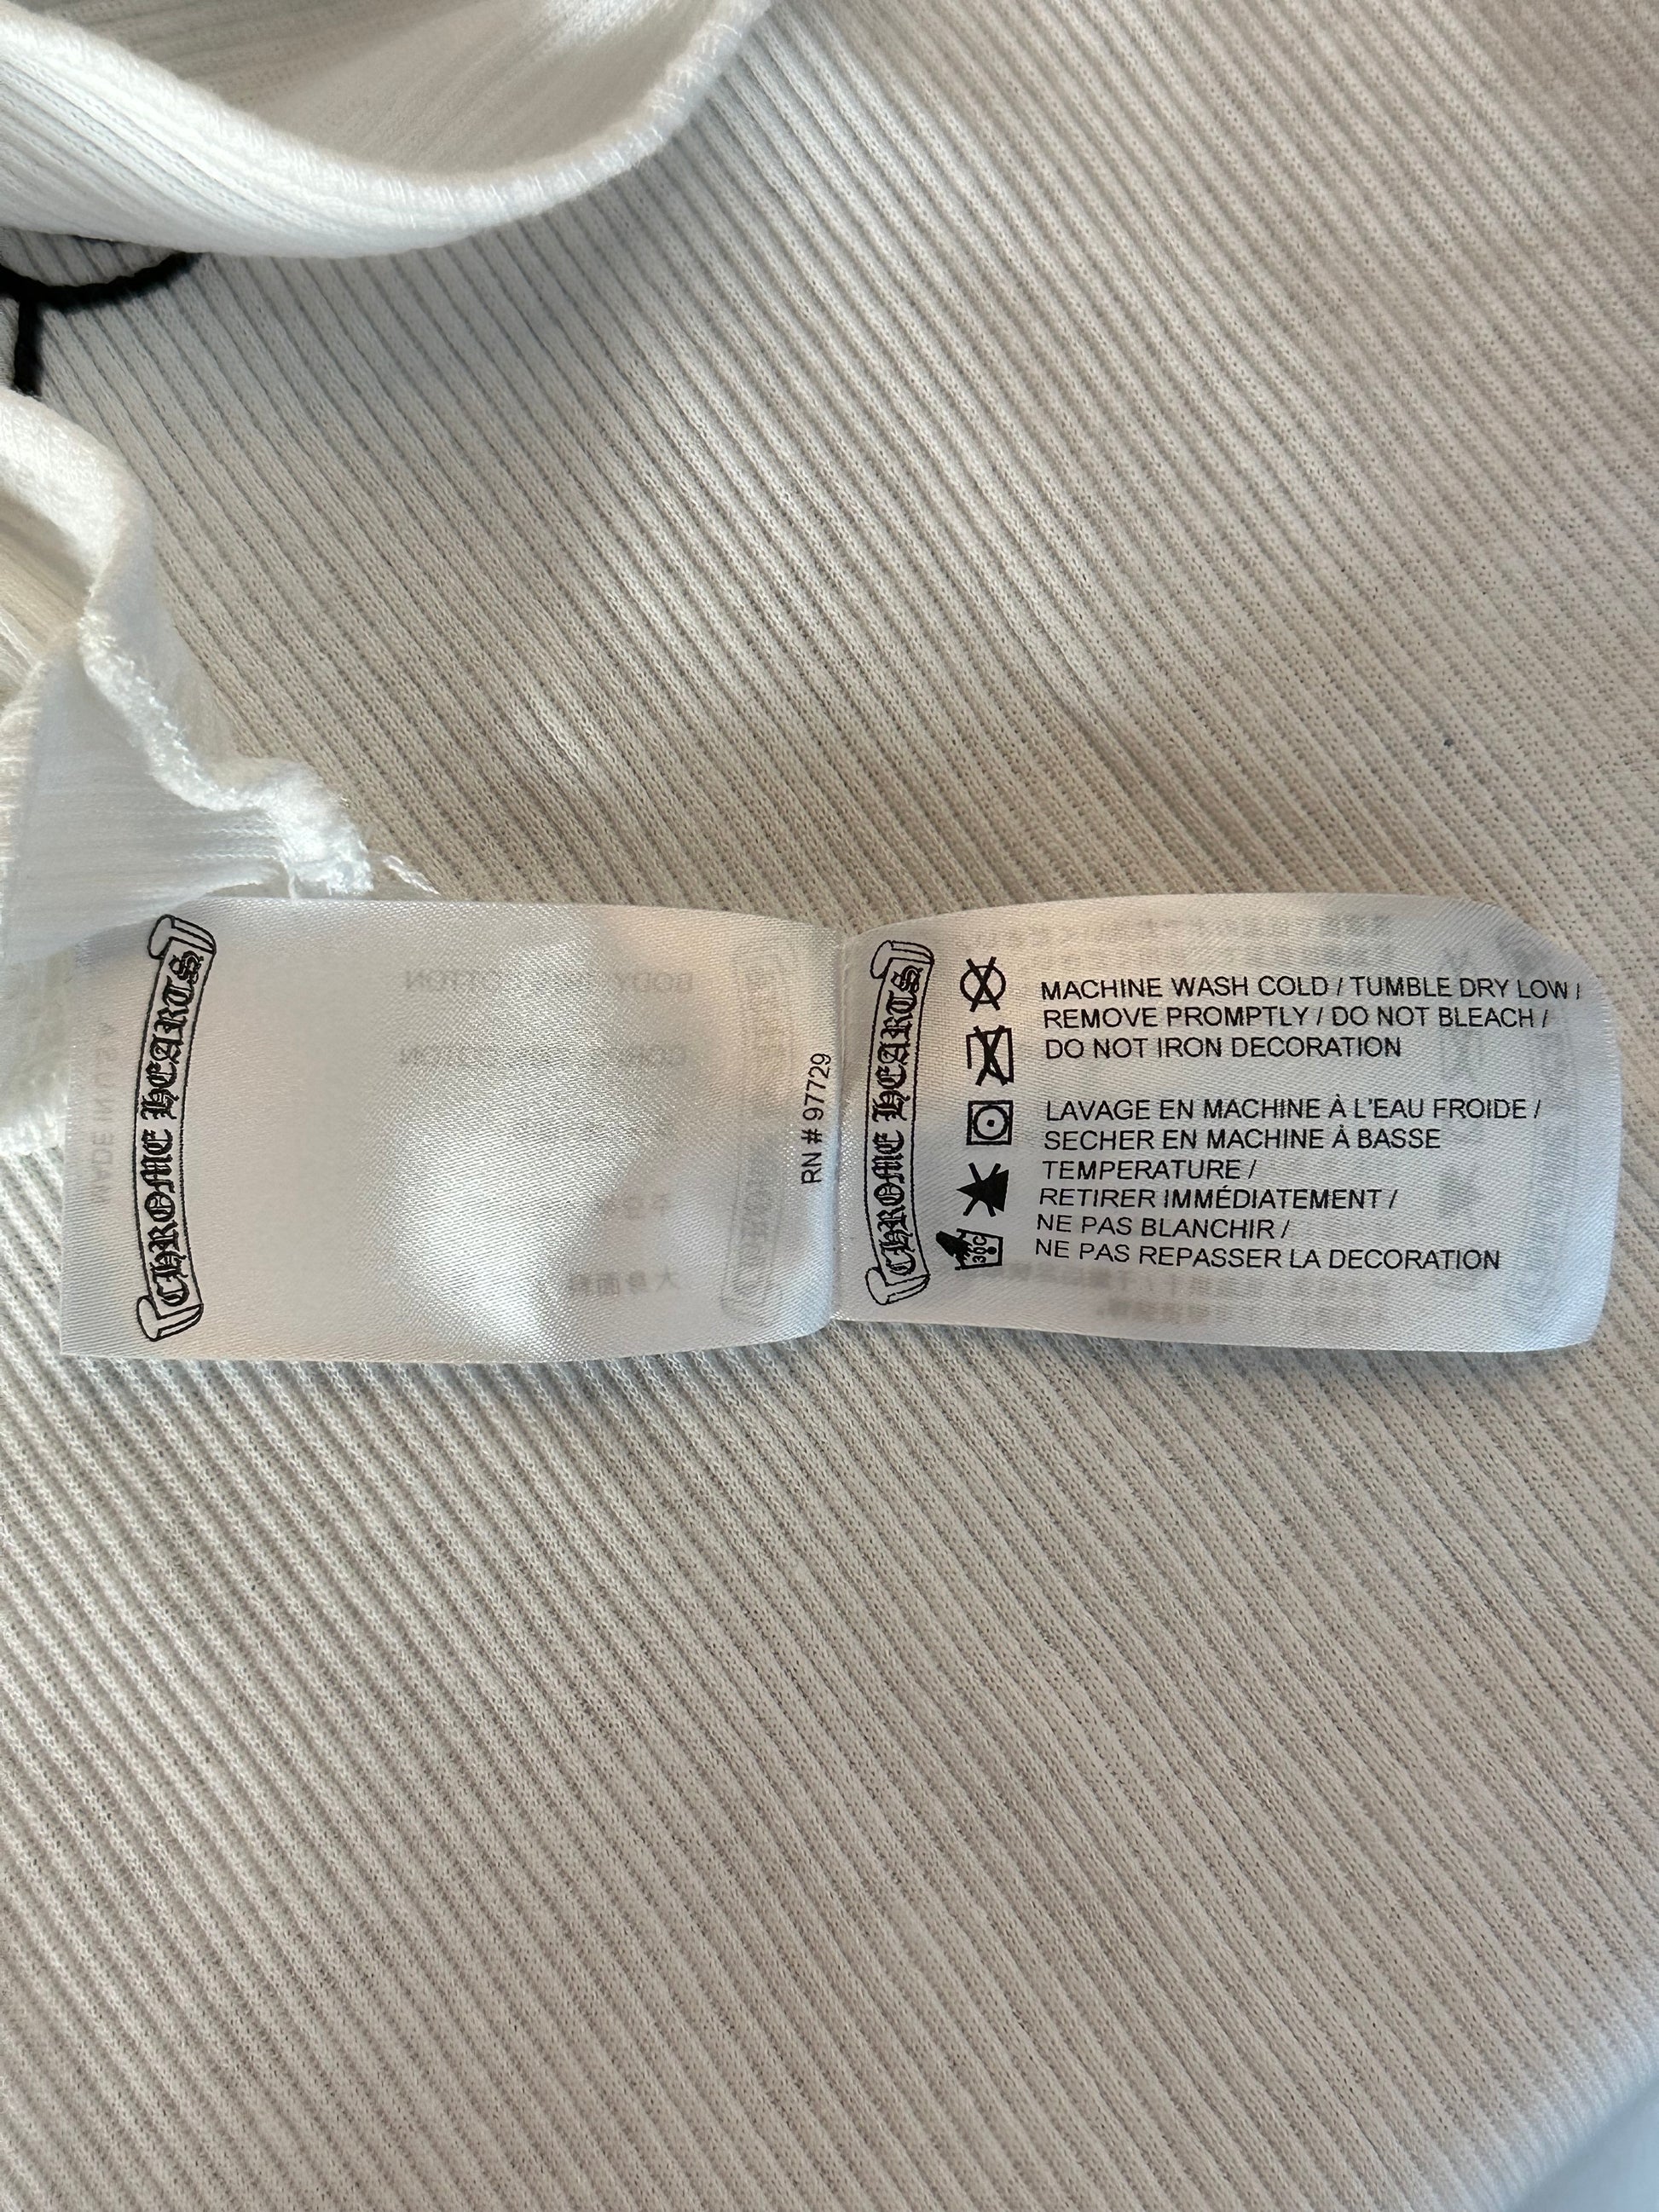 CHROME HEARTS
RN # 97729
CHROME HEARTS
MACHINE WASH COLD / TUMBLE DRY LOW /
REMOVE PROMPTLY / DO NOT BLEACH /
DO NOT IRON DECORATION
LAVAGE EN MACHINE À L'EAU FROIDE /
SECHER EN MACHINE À BASSE
TEMPERATURE /
RETIRER IMMÉDIATEMENT /
NE PAS BLANCHIR /
NE PAS REPASSER LA DECORATION
30C